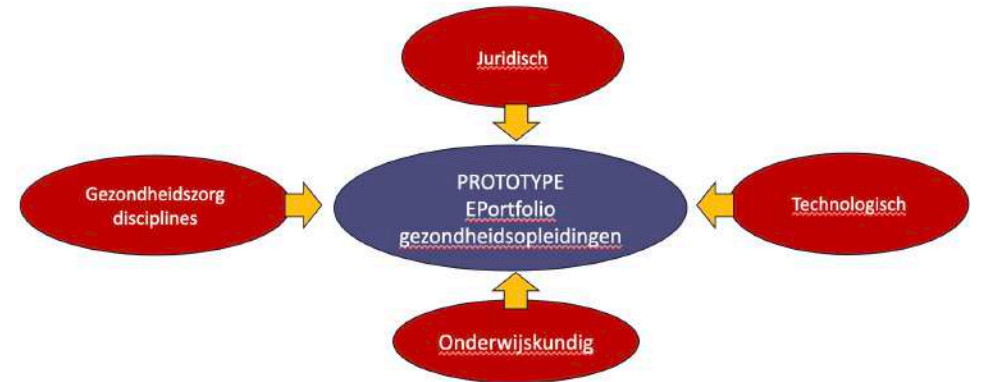 Juridisch
Gezondheidszorg
disciplines
PROTOTYPE
EPortfolio
gezondheidsopleidingen
Technologisch
Onderwijskundig